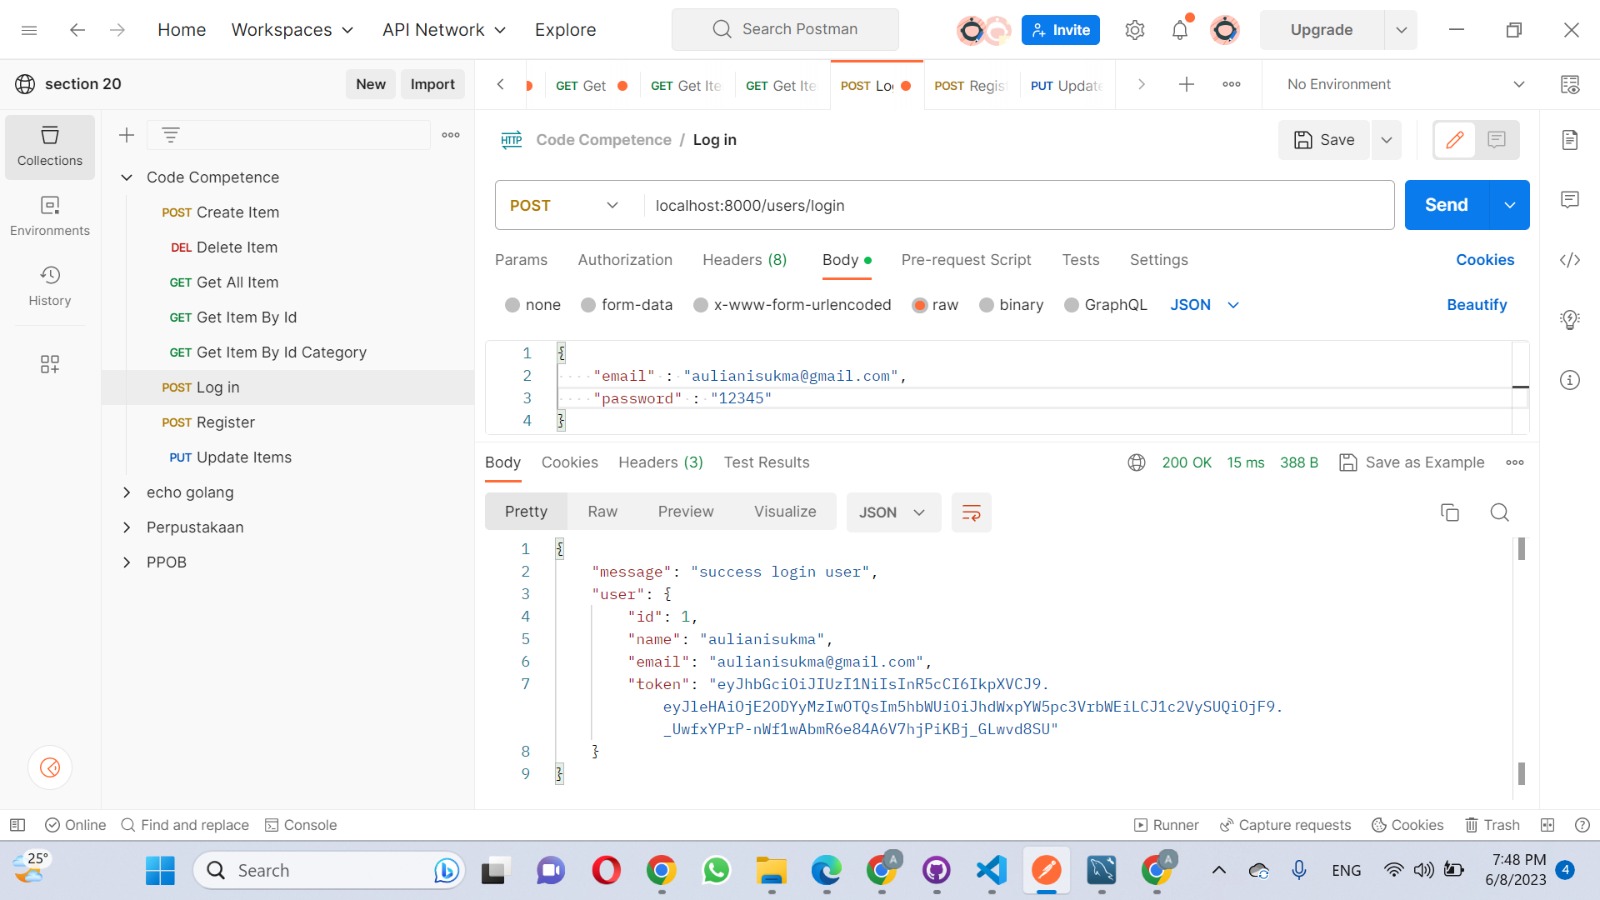 Home Workspaces API Network Explore Search Postman Invite Upgrade
section 20 New Import GET Get GET Get Ite GET Get Ite POST Lo POST Regis PUT Update No Environment
Collections
Environments
History
Code Competence
POST Create Item
DEL Delete Item
GET Get All Item
GET Get Item By Id
GET Get Item By Id Category
POST Log in
POST Register
PUT Update Items
echo golang
Perpustakaan
PPOB
HTTP Code Competence / Log in Save
POST localhost:8000/users/login Send
Params Authorization Headers (8) Body Pre-request Script Tests Settings Cookies
none form-data x-www-form-urlencoded raw binary GraphQL JSON Beautify
1 {
2 "email" : "aulianisukma@gmail.com",
3 "password" : "12345"
4 }
Body Cookies Headers (3) Test Results 200 OK 15 ms 388 B Save as Example
Pretty Raw Preview Visualize JSON
1 {
2 "message": "success login user",
3 "user": {
4 "id": 1,
5 "name": "aulianisukma",
6 "email": "aulianisukma@gmail.com",
7 "token": "eyJhbGciOiJIUzI1NiIsInR5cCI6IkpXVCJ9.
eyJleHAiOjE2ODYyMzIwOTQsIm5hbWUiOiJhdWxpYW5pc3VrbWEiLCJ1c2VySUQiOjF9.
_UwfxYPrP-nWf1wAbmR6e84A6V7hjPiKBj_GLwvd8SU"
8 }
9 }
Online Find and replace Console Runner Capture requests Cookies Trash
25° Search A A ENG 7:48 PM 4
6/8/2023